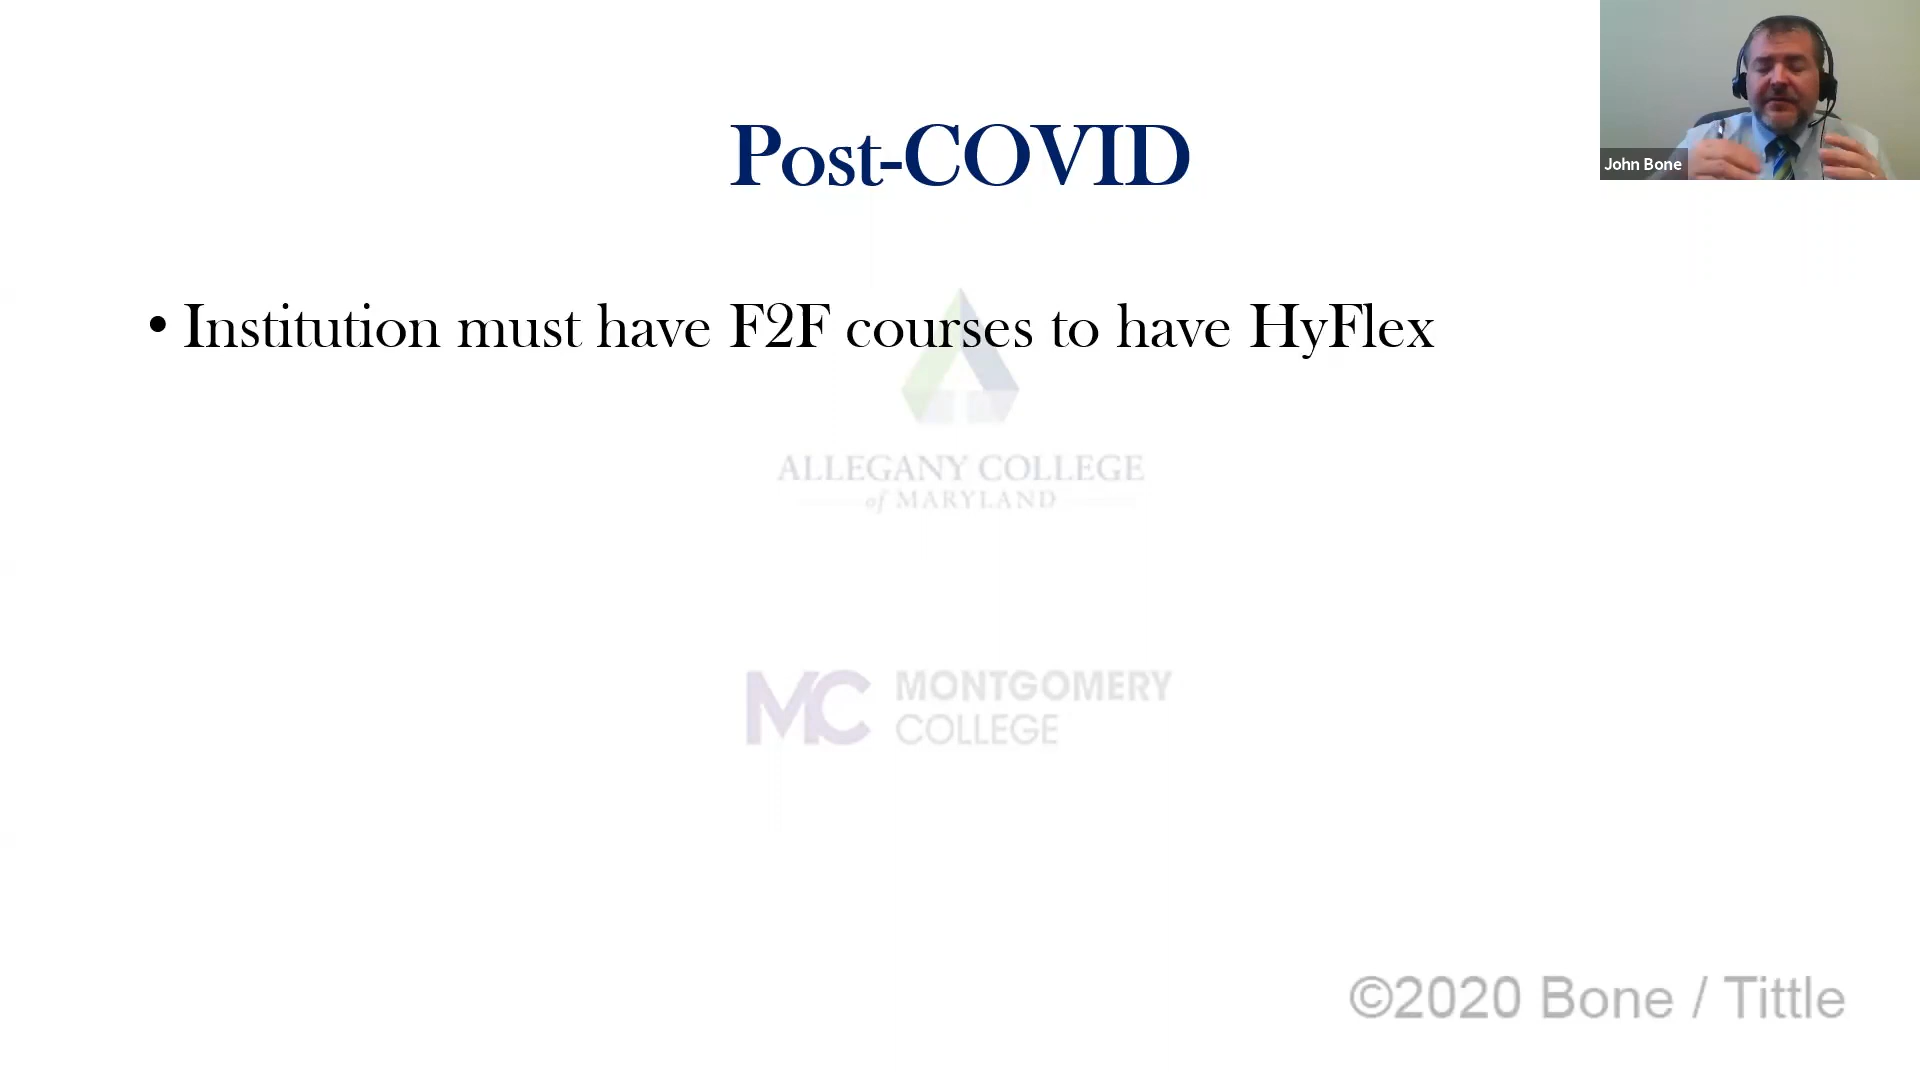 John Bone
Post-COVID
• Institution must have F2F courses to have HyFlex
ALLEGANY COLLEGE
of MARYLAND
MC MONTGOMERY
COLLEGE
©2020 Bone / Tittle